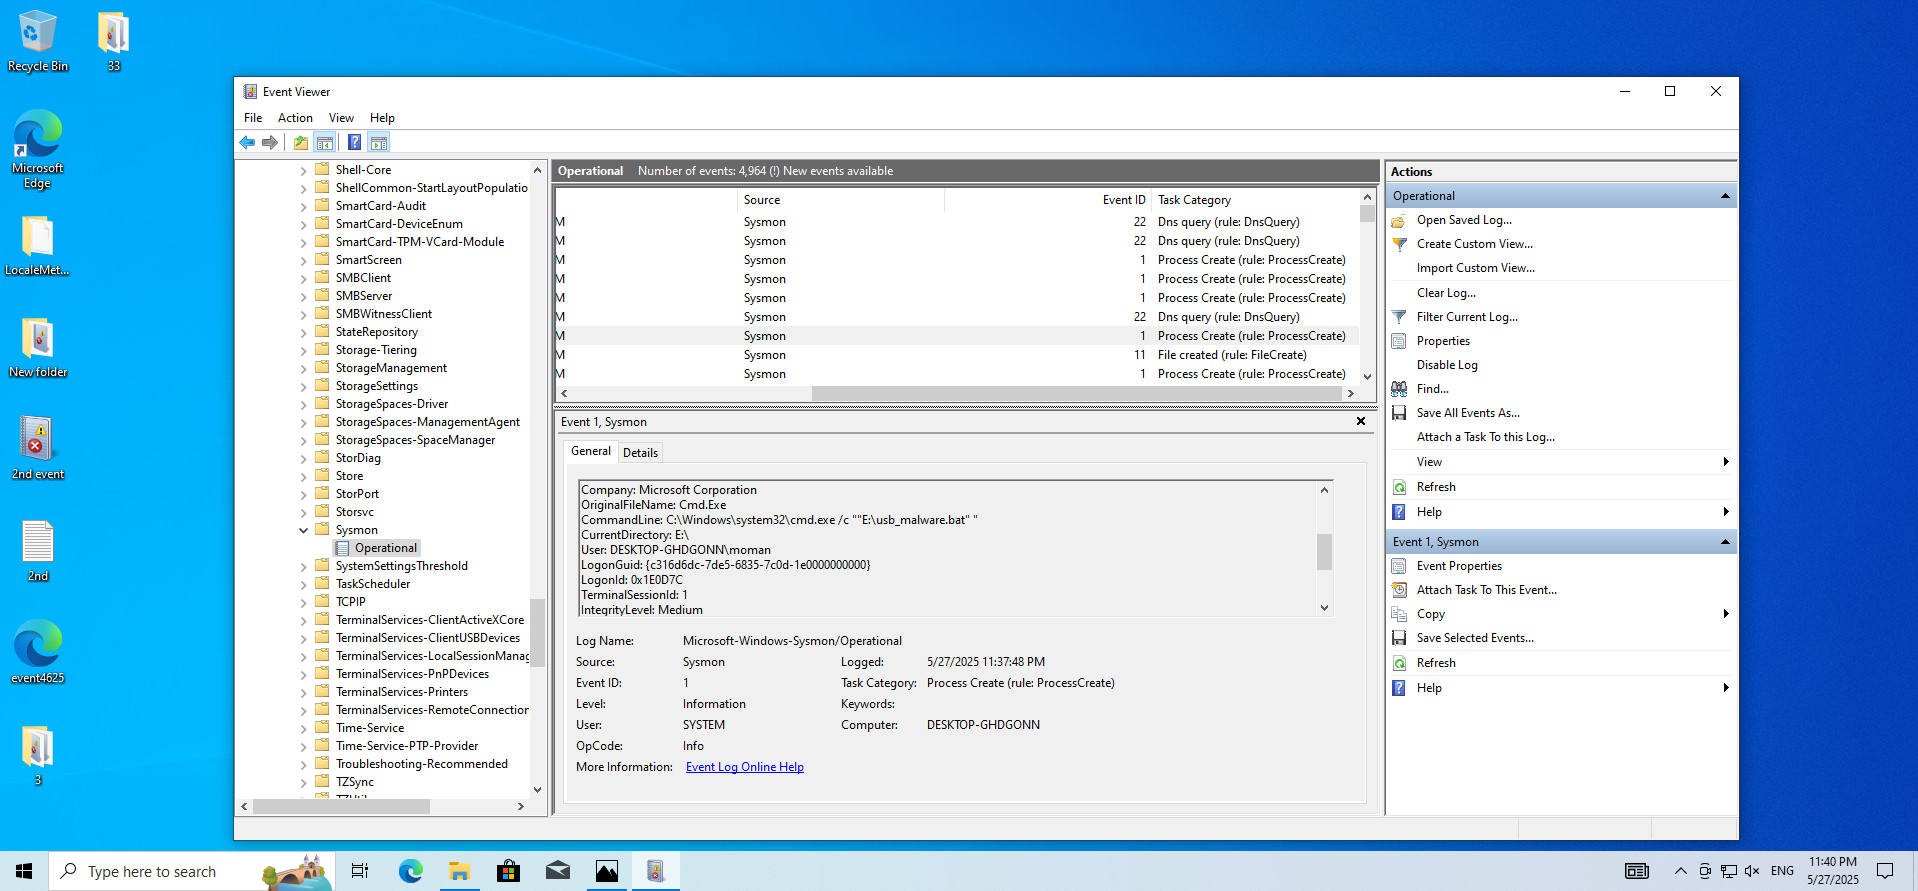 Recycle Bin
33
Microsoft
Edge
LocaleMet...
New folder
2nd event
2nd
event4625
3
Event Viewer
File Action View Help
Shell-Core
ShellCommon-StartLayoutPopulatio
SmartCard-Audit
SmartCard-DeviceEnum
SmartCard-TPM-VCard-Module
SmartScreen
SMBClient
SMBServer
SMBWitnessClient
StateRepository
Storage-Tiering
StorageManagement
StorageSettings
StorageSpaces-Driver
StorageSpaces-ManagementAgent
StorageSpaces-SpaceManager
StorDiag
Store
StorPort
Storsvc
Sysmon
Operational
SystemSettingsThreshold
TaskScheduler
TCPIP
TerminalServices-ClientActiveXCore
TerminalServices-ClientUSBDevices
TerminalServices-LocalSessionManag
TerminalServices-PnPDevices
TerminalServices-Printers
TerminalServices-RemoteConnection
Time-Service
Time-Service-PTP-Provider
Troubleshooting-Recommended
TZSync
Operational Number of events: 4,964 (!) New events available
Source Event ID Task Category
M Sysmon 22 Dns query (rule: DnsQuery)
M Sysmon 22 Dns query (rule: DnsQuery)
M Sysmon 1 Process Create (rule: ProcessCreate)
M Sysmon 1 Process Create (rule: ProcessCreate)
M Sysmon 1 Process Create (rule: ProcessCreate)
M Sysmon 22 Dns query (rule: DnsQuery)
M Sysmon 1 Process Create (rule: ProcessCreate)
M Sysmon 11 File created (rule: FileCreate)
M Sysmon 1 Process Create (rule: ProcessCreate)
Event 1, Sysmon
General Details
Company: Microsoft Corporation
OriginalFileName: Cmd.Exe
CommandLine: C:\Windows\system32\cmd.exe /c ""E:\usb_malware.bat" "
CurrentDirectory: E:\
User: DESKTOP-GHDGONN\moman
LogonGuid: {c316d6dc-7de5-6835-7c0d-1e0000000000}
LogonId: 0x1E0D7C
TerminalSessionId: 1
IntegrityLevel: Medium
Log Name: Microsoft-Windows-Sysmon/Operational
Source: Sysmon Logged: 5/27/2025 11:37:48 PM
Event ID: 1 Task Category: Process Create (rule: ProcessCreate)
Level: Information Keywords:
User: SYSTEM Computer: DESKTOP-GHDGONN
OpCode: Info
More Information: Event Log Online Help
Actions
Operational
Open Saved Log...
Create Custom View...
Import Custom View...
Clear Log...
Filter Current Log...
Properties
Disable Log
Find...
Save All Events As...
Attach a Task To this Log...
View
Refresh
Help
Event 1, Sysmon
Event Properties
Attach Task To This Event...
Copy
Save Selected Events...
Refresh
Help
Type here to search
ENG
11:40 PM
5/27/2025